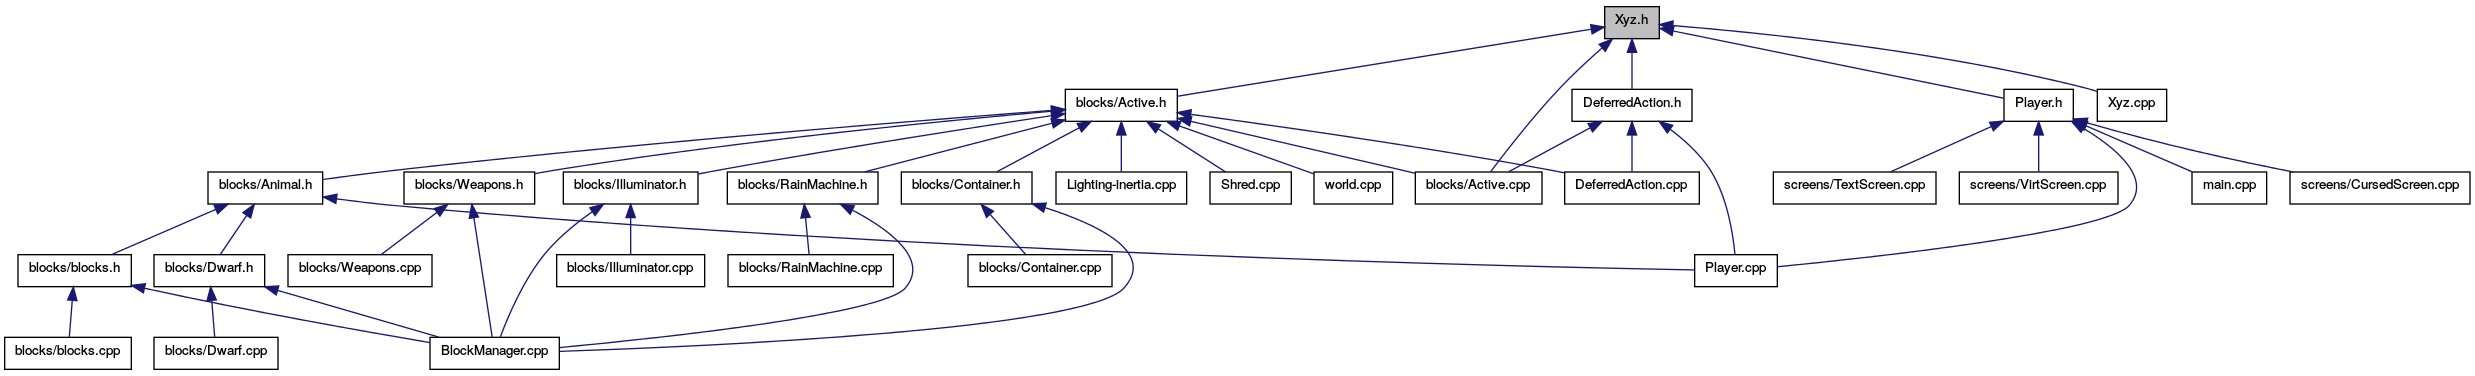 Xyz.h
blocks/Active.h
DeferredAction.h
Player.h
Xyz.cpp
blocks/Animal.h
blocks/Weapons.h
blocks/Illuminator.h
blocks/RainMachine.h
blocks/Container.h
Lighting-inertia.cpp
Shred.cpp
world.cpp
blocks/Active.cpp
DeferredAction.cpp
screens/TextScreen.cpp
screens/VirtScreen.cpp
main.cpp
screens/CursedScreen.cpp
blocks/blocks.h
blocks/Dwarf.h
blocks/Weapons.cpp
blocks/Illuminator.cpp
blocks/RainMachine.cpp
blocks/Container.cpp
Player.cpp
blocks/blocks.cpp
blocks/Dwarf.cpp
BlockManager.cpp